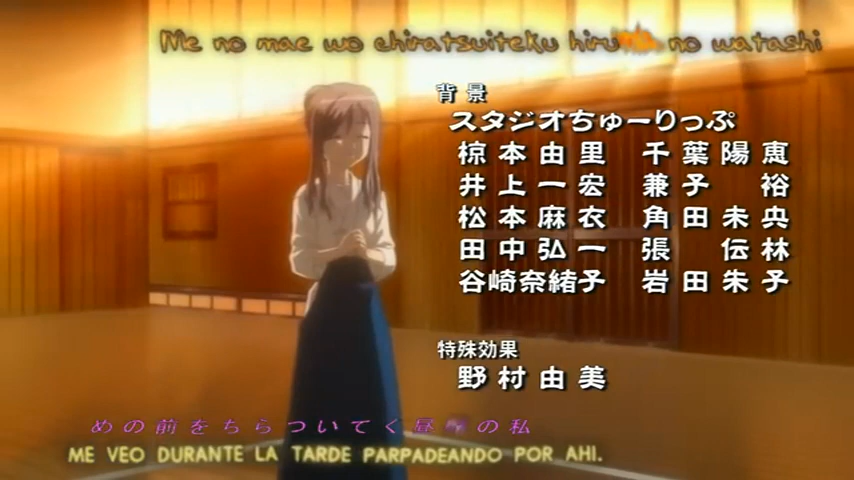 Me no mae wo chiratsuiteku hiruma no watashi
背景
スタジオちゅーりっぷ
椋本由里 千葉陽恵
井上一宏 兼子 裕
松本麻衣 角田未央
田中弘一 張 伝林
谷崎奈緒子 岩田朱子
特殊効果
野村由美
めの前をちらついてく昼間の私
ME VEO DURANTE LA TARDE PARPADEANDO POR AHI.